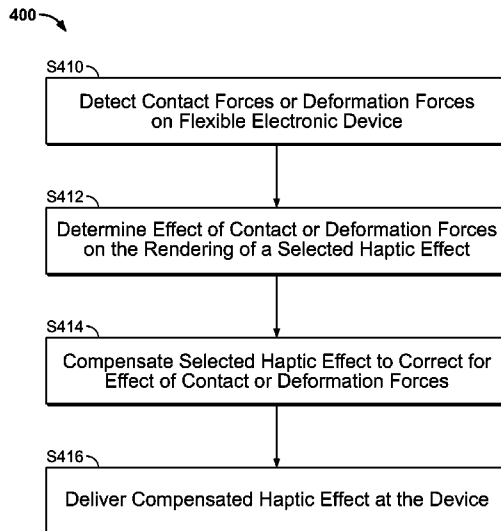 400
S410
Detect Contact Forces or Deformation Forces
on Flexible Electronic Device
S412
Determine Effect of Contact or Deformation Forces
on the Rendering of a Selected Haptic Effect
S414
Compensate Selected Haptic Effect to Correct for
Effect of Contact or Deformation Forces
S416
Deliver Compensated Haptic Effect at the Device